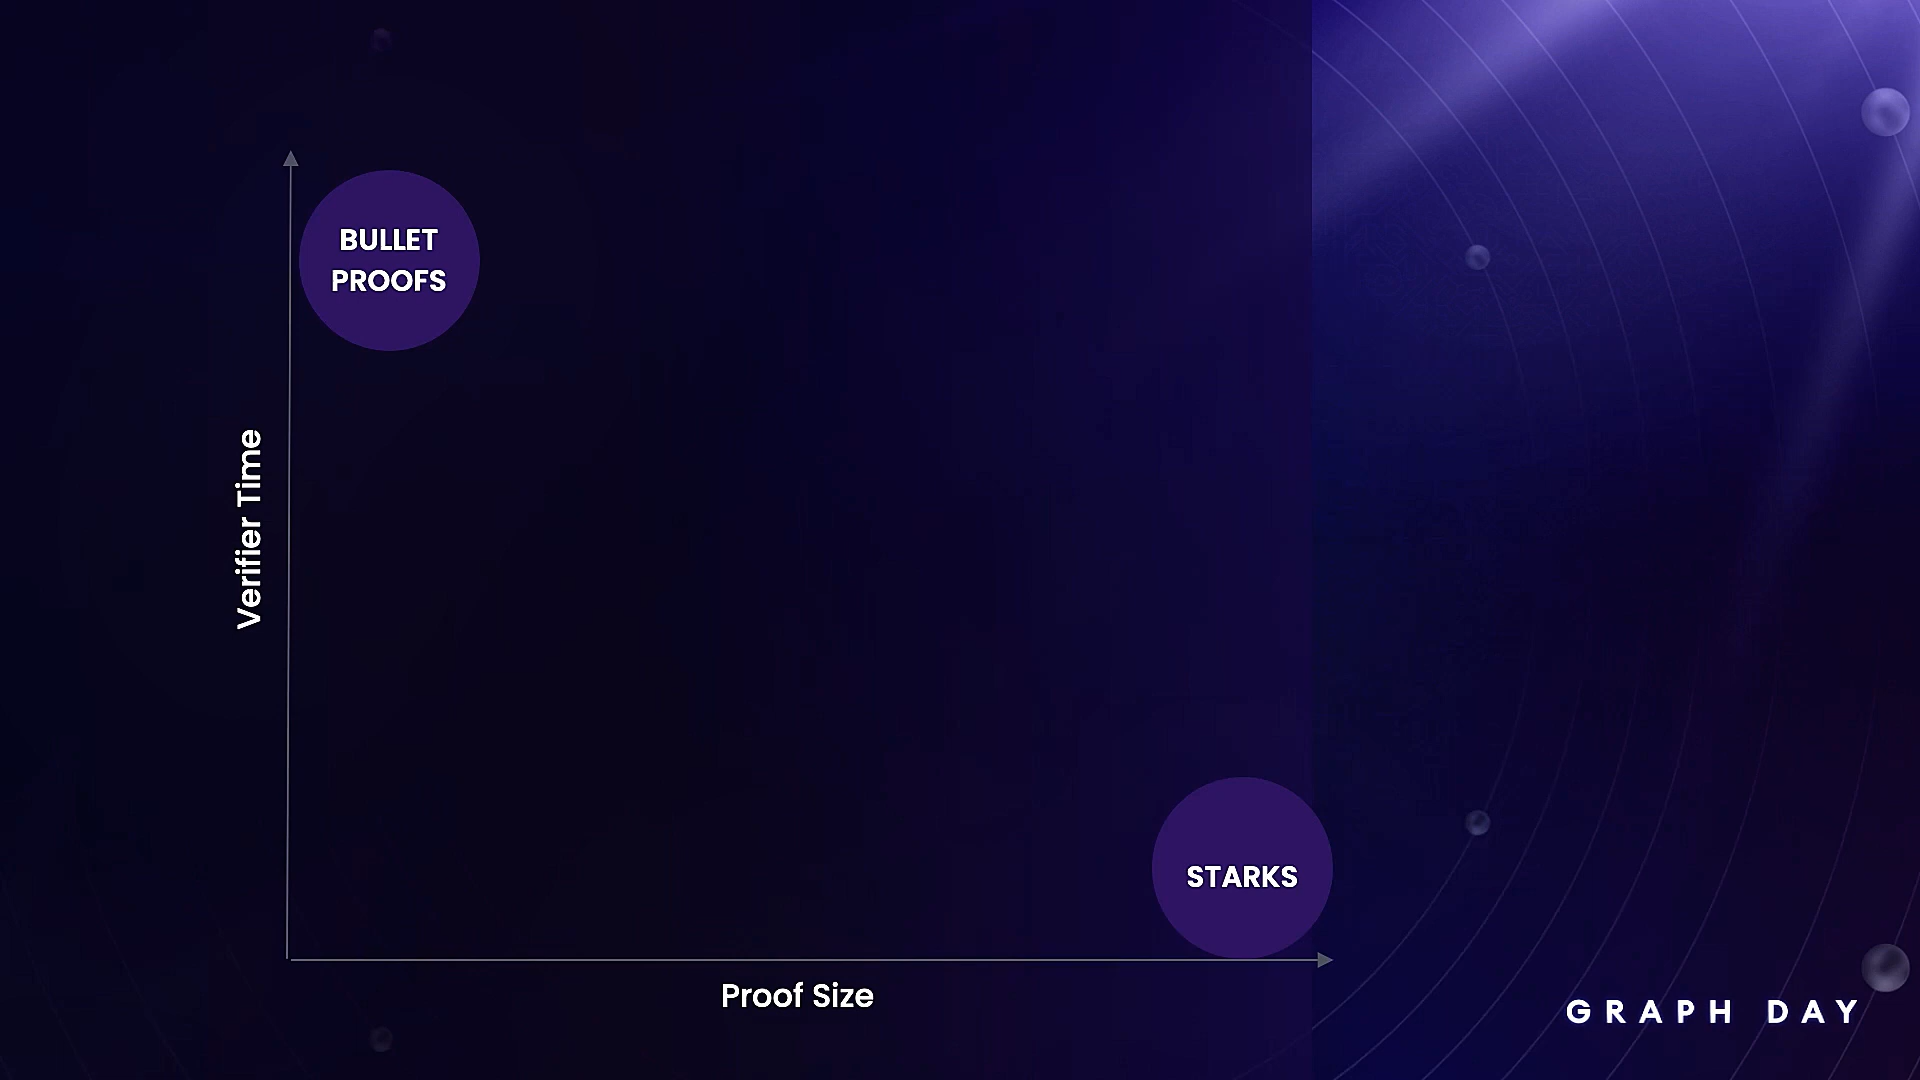 BULLET
PROOFS
Verifier Time
STARKS
Proof Size
GRAPH DAY